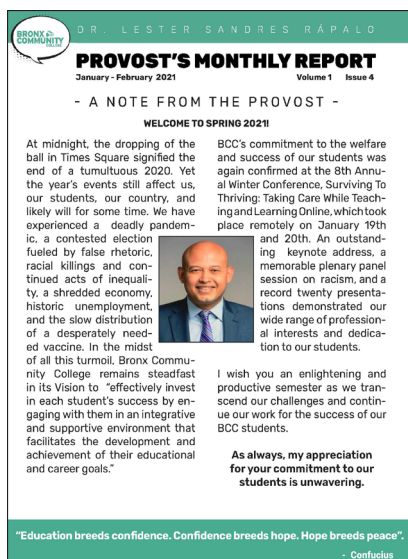 BRONX
COMMUNITY
COLLEGE
DR. LESTER SANDRES RÁPALO
PROVOST'S MONTHLY REPORT
January - February 2021 Volume 1 Issue 4
- A NOTE FROM THE PROVOST -
WELCOME TO SPRING 2021!
At midnight, the dropping of the
ball in Times Square signified the
end of a tumultuous 2020. Yet
the year's events still affect us,
our students, our country, and
likely will for some time. We have
experienced a deadly pandem-
ic, a contested election
fueled by false rhetoric,
racial killings and con-
tinued acts of inequali-
ty, a shredded economy,
historic unemployment,
and the slow distribution
of a desperately need-
ed vaccine. In the midst
of all this turmoil, Bronx Commu-
nity College remains steadfast
in its Vision to “effectively invest
in each student's success by en-
gaging with them in an integrative
and supportive environment that
facilitates the development and
achievement of their educational
and career goals.”
BCC's commitment to the welfare
and success of our students was
again confirmed at the 8th Annu-
al Winter Conference, Surviving To
Thriving: Taking Care While Teach-
ing and Learning Online, which took
place remotely on January 19th
and 20th. An outstand-
ing keynote address, a
memorable plenary panel
session on racism, and a
record twenty presenta-
tions demonstrated our
wide range of profession-
al interests and dedica-
tion to our students.
I wish you an enlightening and
productive semester as we tran-
scend our challenges and contin-
ue our work for the success of our
BCC students.
As always, my appreciation
for your commitment to our
students is unwavering.
“Education breeds confidence. Confidence breeds hope. Hope breeds peace”.
- Confucius